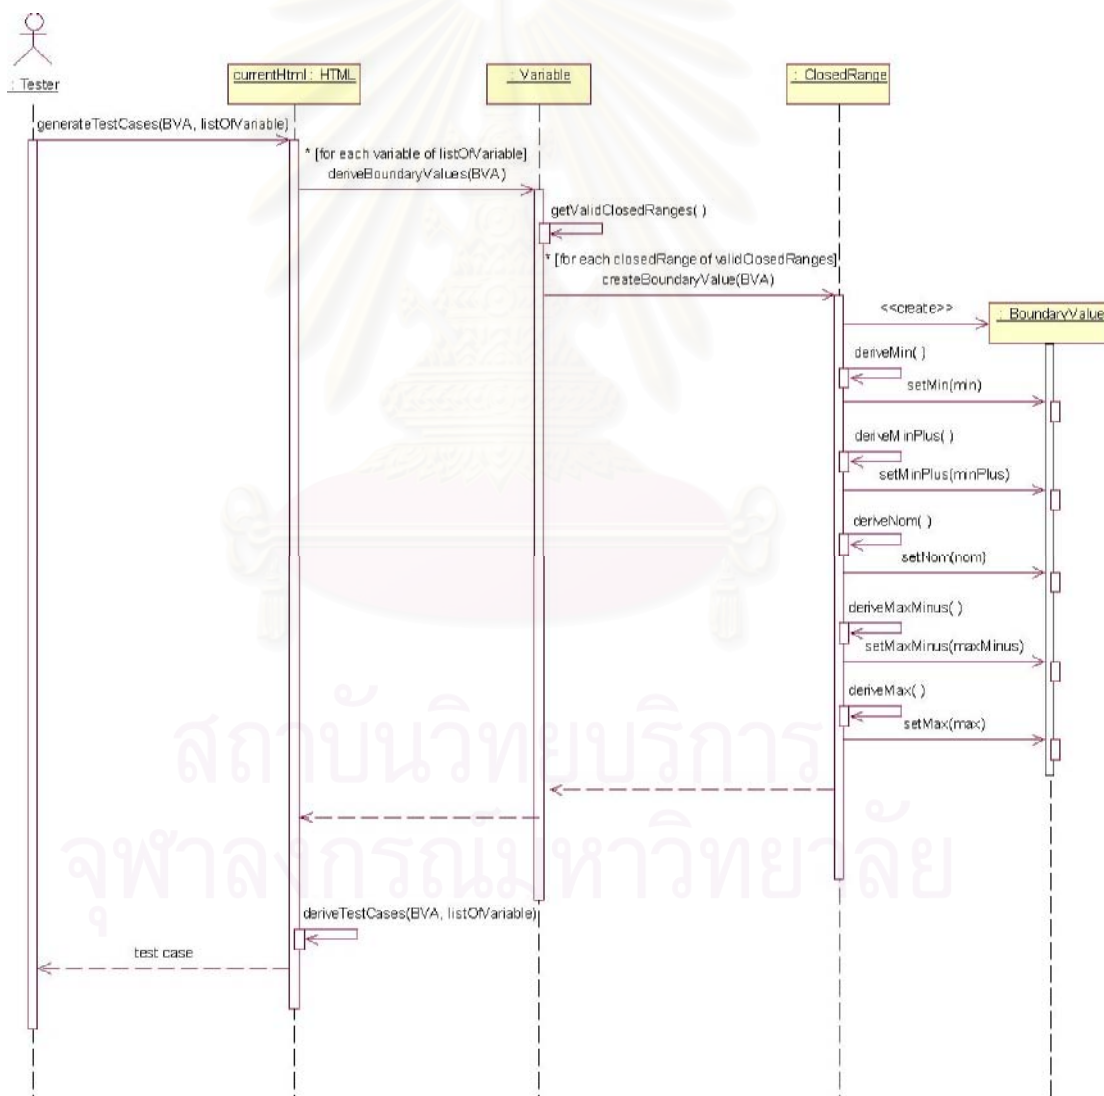 : Tester
currentHtml : HTML
: Variable
: ClosedRange
generateTestCases(BVA, listOfVariable)
* [for each variable of listOfVariable]
deriveBoundaryValues(BVA)
getValidClosedRanges( )
* [for each closedRange of validClosedRanges]
createBoundaryValue(BVA)
<<create>>
: BoundaryValue
deriveMin( )
setMin(min)
deriveMinPlus( )
setMinPlus(minPlus)
deriveNom( )
setNom(nom)
deriveMaxMinus( )
setMaxMinus(maxMinus)
deriveMax( )
setMax(max)
สถาบันวิทยบริการ
จุฬาลงกรณ์มหาวิทยาลัย
deriveTestCases(BVA, listOfVariable)
test case